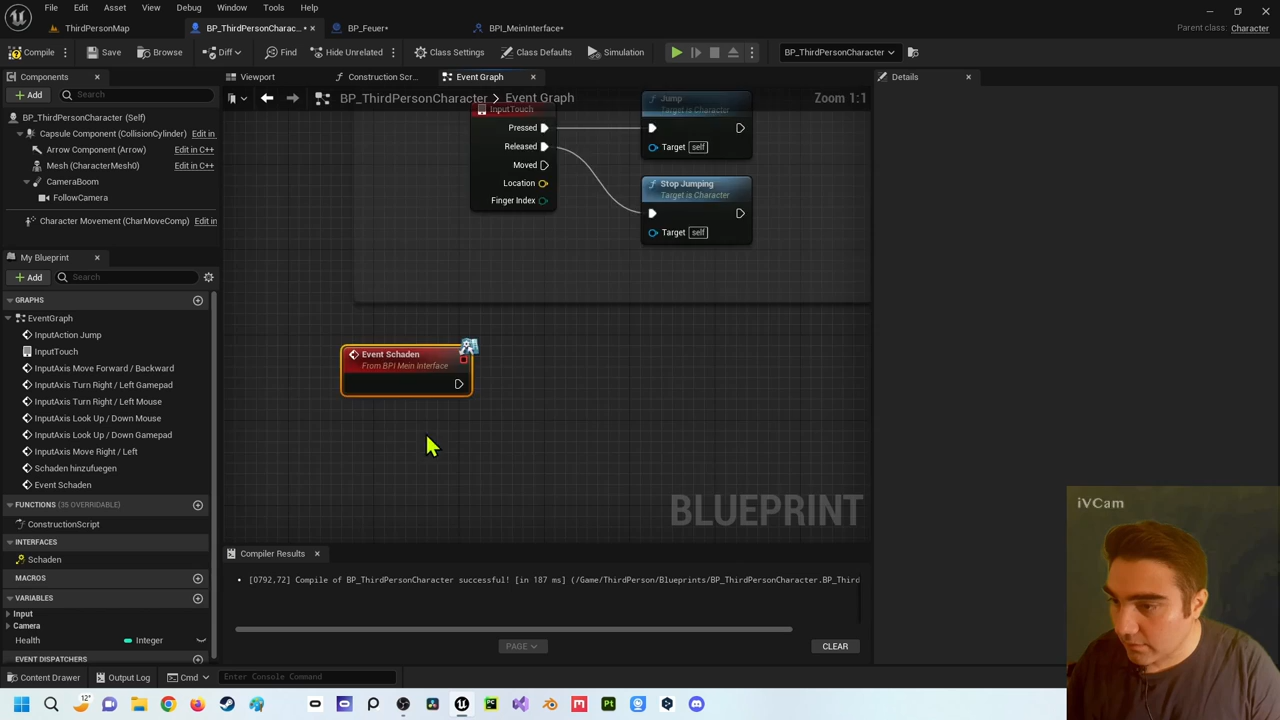 File Edit Asset View Debug Window Tools Help
ThirdPersonMap BP_ThirdPersonCharac...• BP_Feuer• BPI_MeinInterface•
Parent class: Character
Compile Save Browse Diff Find Hide Unrelated Class Settings Class Defaults Simulation BP_ThirdPersonCharacter
Components Viewport Construction Scr... Event Graph Details
+ Add Search
BP_ThirdPersonCharacter > Event Graph
Zoom 1:1
BP_ThirdPersonCharacter (Self)
Capsule Component (CollisionCylinder) Edit in
Arrow Component (Arrow) Edit in C++
Mesh (CharacterMesh0) Edit in C++
CameraBoom
FollowCamera
Character Movement (CharMoveComp) Edit in
My Blueprint
+ Add Search
GRAPHS
EventGraph
InputAction Jump
InputTouch
InputAxis Move Forward / Backward
InputAxis Turn Right / Left Gamepad
InputAxis Turn Right / Left Mouse
InputAxis Look Up / Down Mouse
InputAxis Look Up / Down Gamepad
InputAxis Move Right / Left
Schaden hinzufuegen
Event Schaden
FUNCTIONS (35 OVERRIDABLE)
ConstructionScript
INTERFACES
Schaden
MACROS
VARIABLES
Input
Camera
Health Integer
EVENT DISPATCHERS
InputTouch
Pressed
Released
Moved
Location
Finger Index
Jump
Target is Character
Target self
Stop Jumping
Target is Character
Target self
Event Schaden
From BPI Mein Interface
BLUEPRINT
Compiler Results
[0792,72] Compile of BP_ThirdPersonCharacter successful! [in 187 ms] (/Game/ThirdPerson/Blueprints/BP_ThirdPersonCharacter.BP_Third
PAGE
CLEAR
Content Drawer Output Log Cmd Enter Console Command
iVCam
12°